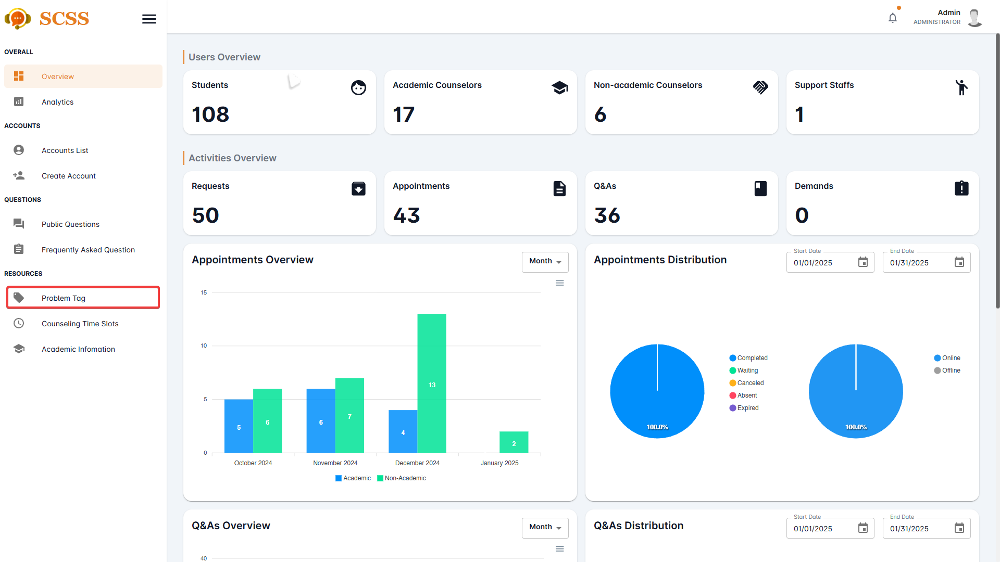 SCSS
Admin
ADMINISTRATOR
OVERALL
Overview
Analytics
ACCOUNTS
Accounts List
Create Account
QUESTIONS
Public Questions
Frequently Asked Question
RESOURCES
Problem Tag
Counseling Time Slots
Academic Infomation
Users Overview
Students
108
Academic Counselors
17
Non-academic Counselors
6
Support Staffs
1
Activities Overview
Requests
50
Appointments
43
Q&As
36
Demands
0
Appointments Overview
Month
15
10
5
0
5
6
6
7
4
13
2
October 2024
November 2024
December 2024
January 2025
Academic
Non-Academic
Appointments Distribution
Start Date
01/01/2025
End Date
01/31/2025
100.0%
Completed
Waiting
Canceled
Absent
Expired
100.0%
Online
Offline
Q&As Overview
Month
40
Q&As Distribution
Start Date
01/01/2025
End Date
01/31/2025